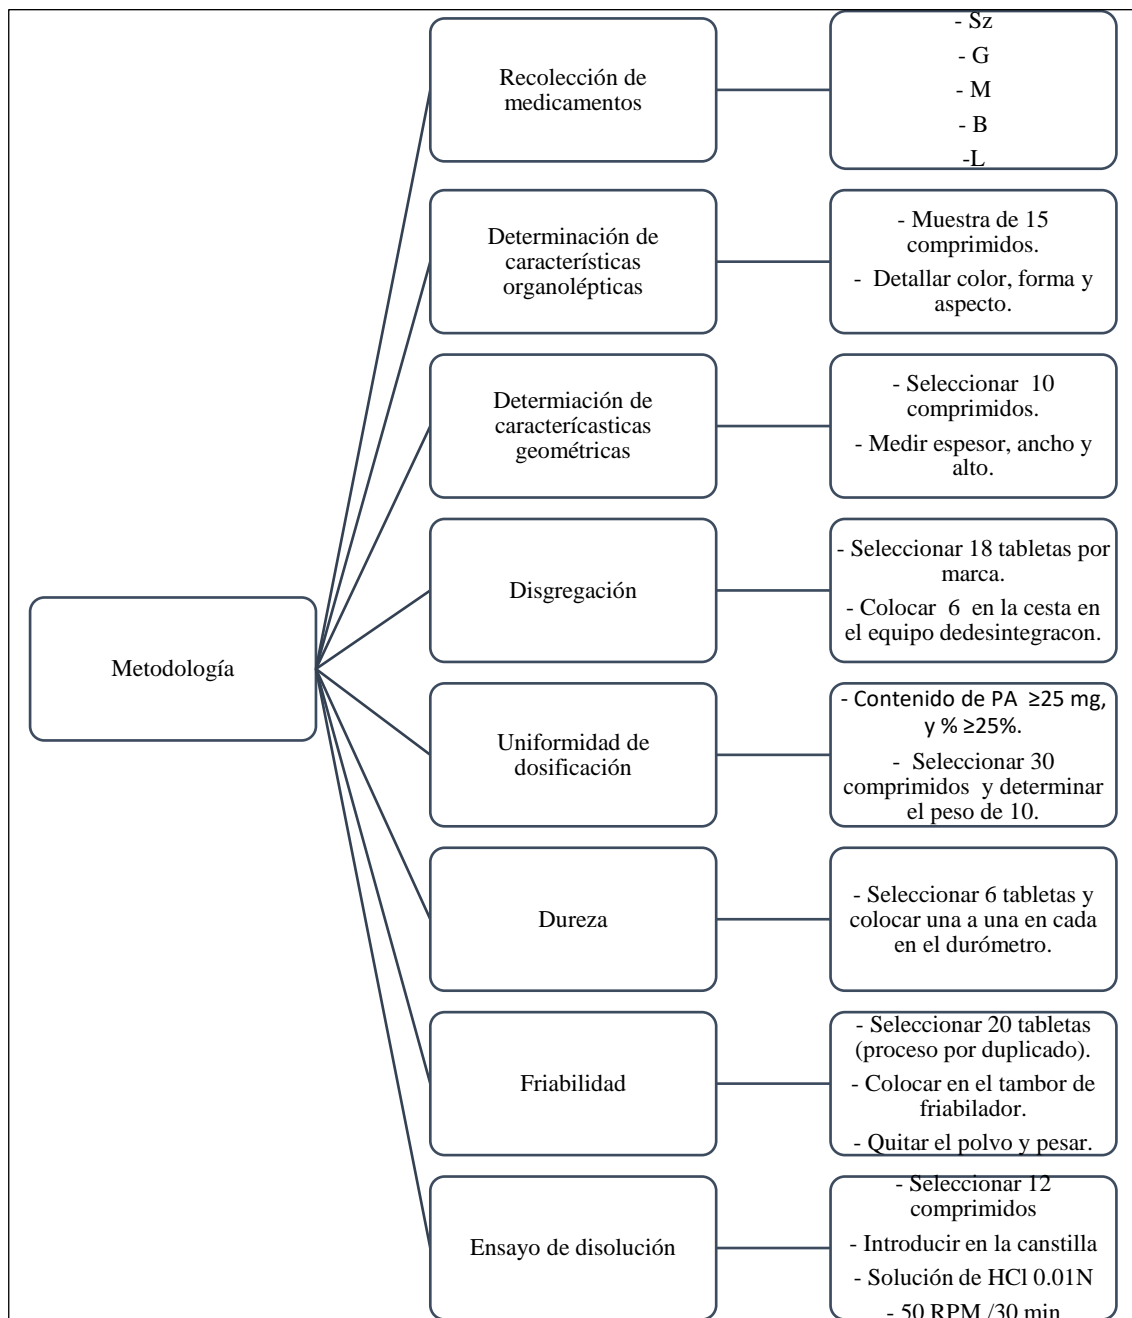 Metodología
Recolección de
medicamentos
- Sz
- G
- M
- B
-L
Determinación de
características
organolépticas
- Muestra de 15
comprimidos.
- Detallar color, forma y
aspecto.
Determiación de
caracterícasticas
geométricas
- Seleccionar 10
comprimidos.
- Medir espesor, ancho y
alto.
Disgregación
- Seleccionar 18 tabletas por
marca.
- Colocar 6 en la cesta en
el equipo dedesintegracon.
Uniformidad de
dosificación
- Contenido de PA ≥25 mg,
y % ≥25%.
- Seleccionar 30
comprimidos y determinar
el peso de 10.
Dureza
- Seleccionar 6 tabletas y
colocar una a una en cada
en el durómetro.
Friabilidad
- Seleccionar 20 tabletas
(proceso por duplicado).
- Colocar en el tambor de
friabilador.
- Quitar el polvo y pesar.
Ensayo de disolución
- Seleccionar 12
comprimidos
- Introducir en la canstilla
- Solución de HCl 0.01N
- 50 RPM /30 min